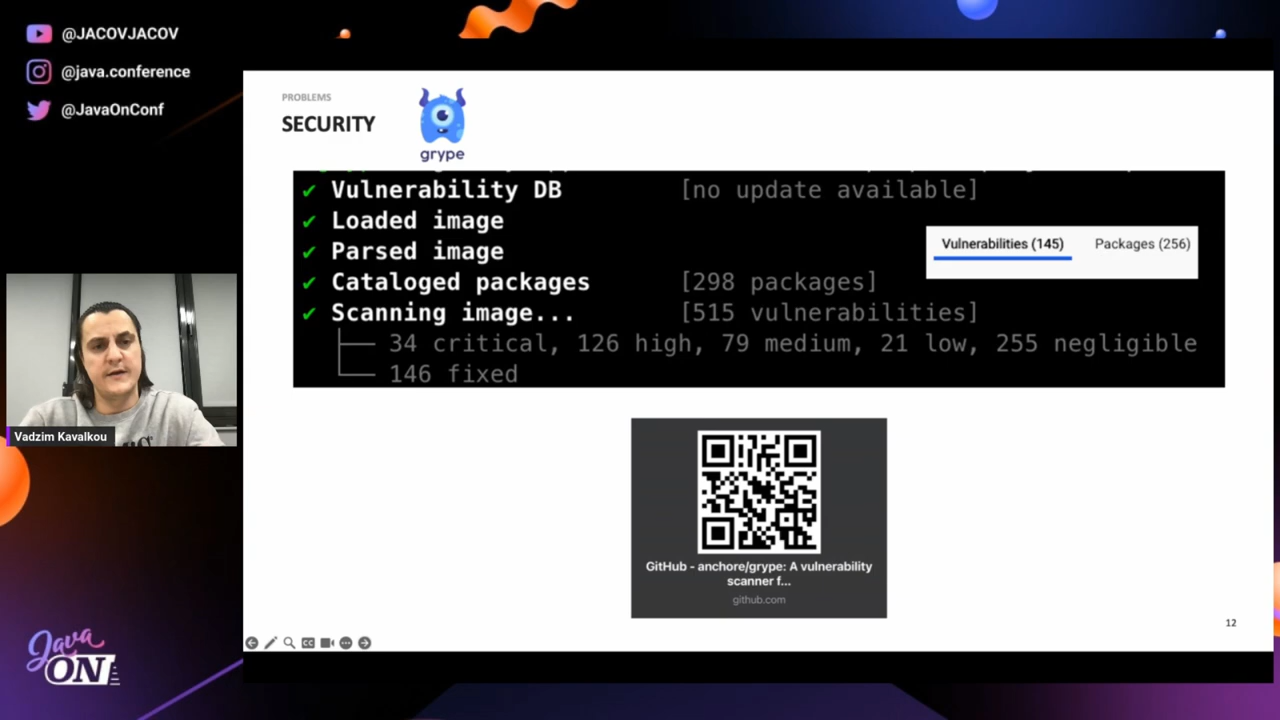 @JACOVJACOV
@java.conference
@JavaOnConf
PROBLEMS
SECURITY
grype
✔ Vulnerability DB [no update available]
✔ Loaded image
✔ Parsed image
✔ Cataloged packages [298 packages]
✔ Scanning image... [515 vulnerabilities]
├── 34 critical, 126 high, 79 medium, 21 low, 255 negligible
└── 146 fixed
Vulnerabilities (145) Packages (256)
Vadzim Kavalkou
GitHub - anchore/grype: A vulnerability
scanner f...
github.com
12
CC
Java
ON